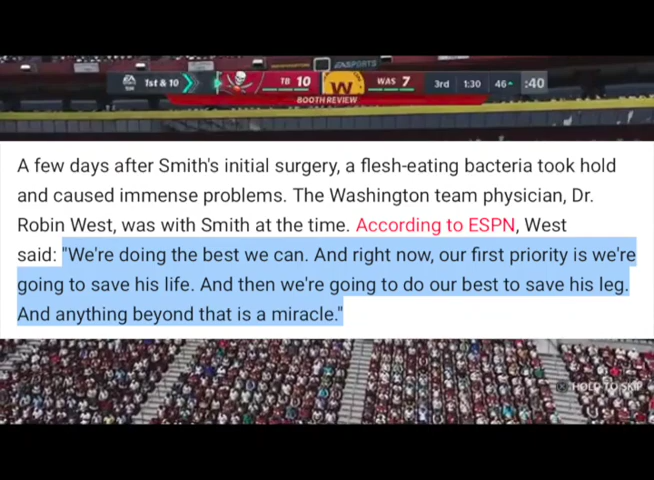 EA SPORTS
1st & 10
TB 10
W
WAS 7
3rd
1:30
46
:40
BOOTH REVIEW
A few days after Smith's initial surgery, a flesh-eating bacteria took hold
and caused immense problems. The Washington team physician, Dr.
Robin West, was with Smith at the time. According to ESPN, West
said: "We're doing the best we can. And right now, our first priority is we're
going to save his life. And then we're going to do our best to save his leg.
And anything beyond that is a miracle."
HOLD TO SKIP